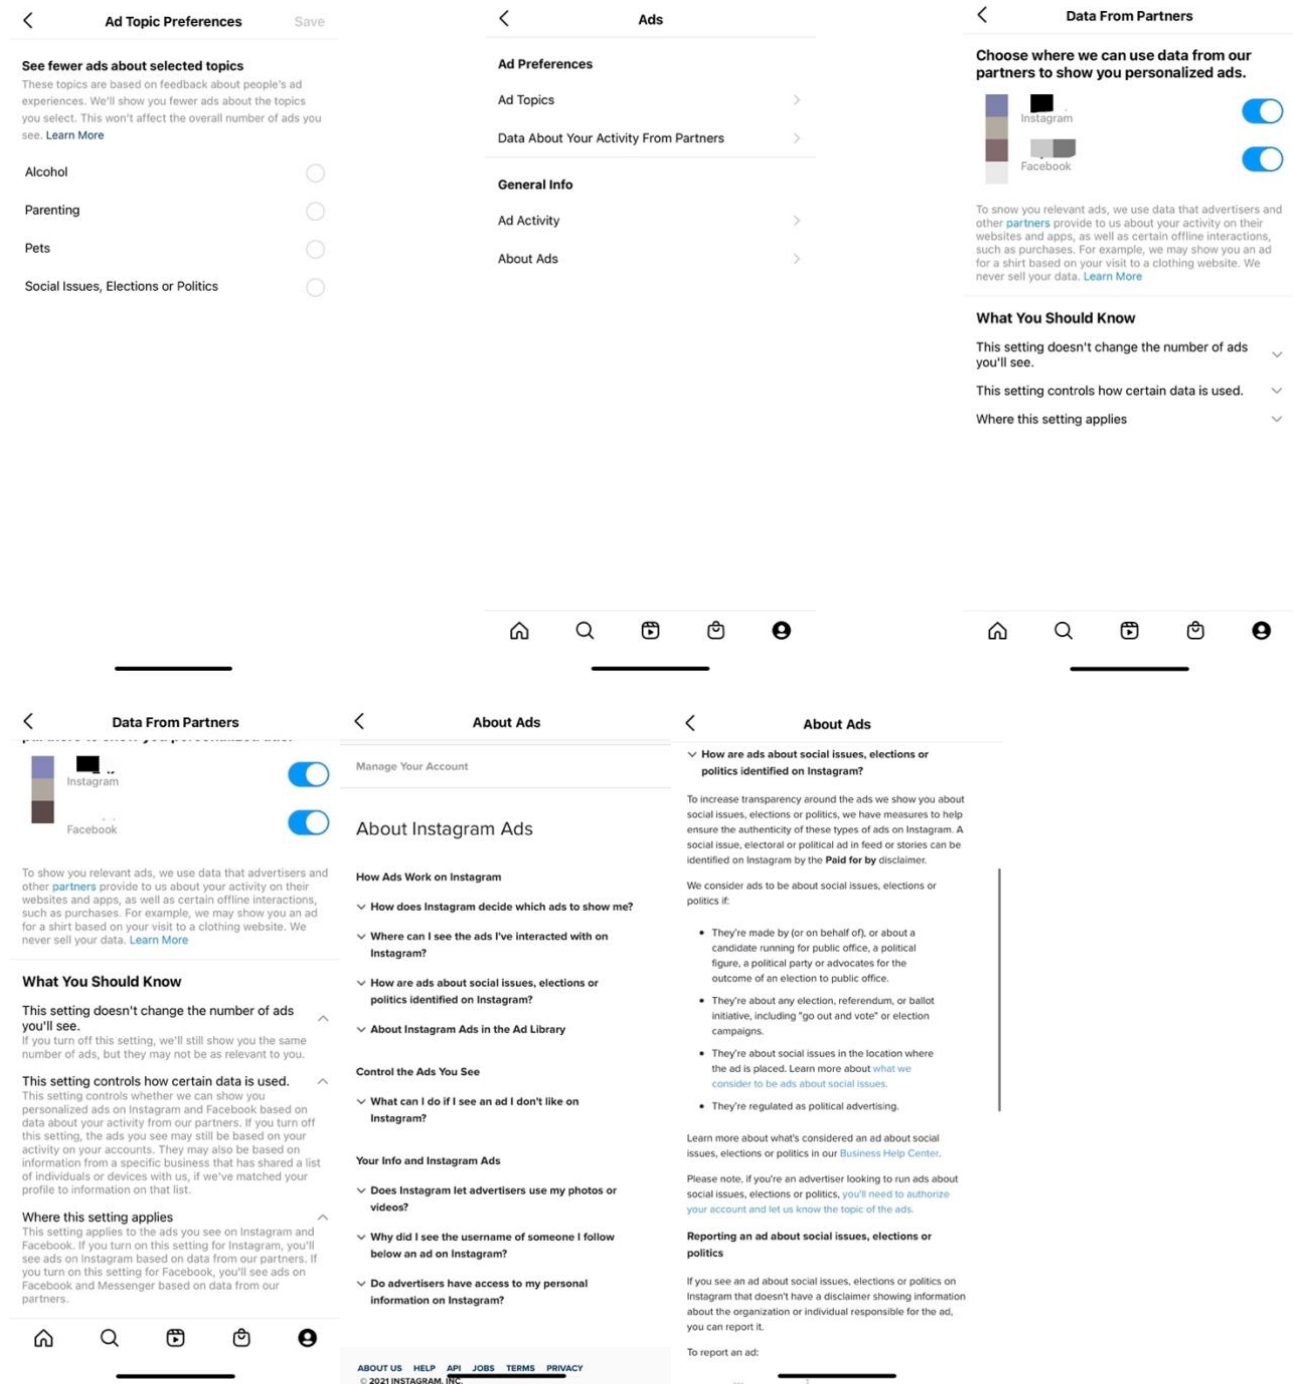 Ad Topic Preferences
Save
See fewer ads about selected topics
These topics are based on feedback about people's ad
experiences. We'll show you fewer ads about the topics
you select. This won't affect the overall number of ads you
see. Learn More
Alcohol
Parenting
Pets
Social Issues, Elections or Politics
Ads
Ad Preferences
Ad Topics
Data About Your Activity From Partners
General Info
Ad Activity
About Ads
Data From Partners
Choose where we can use data from our
partners to show you personalized ads.
Instagram
Facebook
To show you relevant ads, we use data that advertisers and
other partners provide to us about your activity on their
websites and apps, as well as certain offline interactions,
such as purchases. For example, we may show you an ad
for a shirt based on your visit to a clothing website. We
never sell your data. Learn More
What You Should Know
This setting doesn't change the number of ads
you'll see.
This setting controls how certain data is used.
Where this setting applies
Data From Partners
Instagram
Facebook
To show you relevant ads, we use data that advertisers and
other partners provide to us about your activity on their
websites and apps, as well as certain offline interactions,
such as purchases. For example, we may show you an ad
for a shirt based on your visit to a clothing website. We
never sell your data. Learn More
What You Should Know
This setting doesn't change the number of ads
you'll see.
If you turn off this setting, we'll still show you the same
number of ads, but they may not be as relevant to you.
This setting controls how certain data is used.
This setting controls whether we can show you
personalized ads on Instagram and Facebook based on
data about your activity from our partners. If you turn off
this setting, the ads you see may still be based on your
activity on your accounts. They may also be based on
information from a specific business that has shared a list
of individuals or devices with us, if we've matched your
profile to information on that list.
Where this setting applies
This setting applies to the ads you see on Instagram and
Facebook. If you turn on this setting for Instagram, you'll
see ads on Instagram based on data from our partners. If
you turn on this setting for Facebook, you'll see ads on
Facebook and Messenger based on data from our
partners.
About Ads
Manage Your Account
About Instagram Ads
How Ads Work on Instagram
How does Instagram decide which ads to show me?
Where can I see the ads I've interacted with on
Instagram?
How are ads about social issues, elections or
politics identified on Instagram?
About Instagram Ads in the Ad Library
Control the Ads You See
What can I do if I see an ad I don't like on
Instagram?
Your Info and Instagram Ads
Does Instagram let advertisers use my photos or
videos?
Why did I see the username of someone I follow
below an ad on Instagram?
Do advertisers have access to my personal
information on Instagram?
ABOUT US HELP API JOBS TERMS PRIVACY
© 2021 INSTAGRAM, INC.
About Ads
How are ads about social issues, elections or
politics identified on Instagram?
To increase transparency around the ads we show you about
social issues, elections or politics, we have measures to help
ensure the authenticity of these types of ads on Instagram. A
social issue, electoral or political ad in feed or stories can be
identified on Instagram by the Paid for by disclaimer.
We consider ads to be about social issues, elections or
politics if:
• They're made by (or on behalf of), or about a
candidate running for public office, a political
figure, a political party or advocates for the
outcome of an election to public office.
• They're about any election, referendum, or ballot
initiative, including "go out and vote" or election
campaigns.
• They're about social issues in the location where
the ad is placed. Learn more about what we
consider to be ads about social issues.
• They're regulated as political advertising.
Learn more about what's considered an ad about social
issues, elections or politics in our Business Help Center.
Please note, if you're an advertiser looking to run ads about
social issues, elections or politics, you'll need to authorize
your account and let us know the topic of the ads.
Reporting an ad about social issues, elections or
politics
If you see an ad about social issues, elections or politics on
Instagram that doesn't have a disclaimer showing information
about the organization or individual responsible for the ad,
you can report it.
To report an ad: